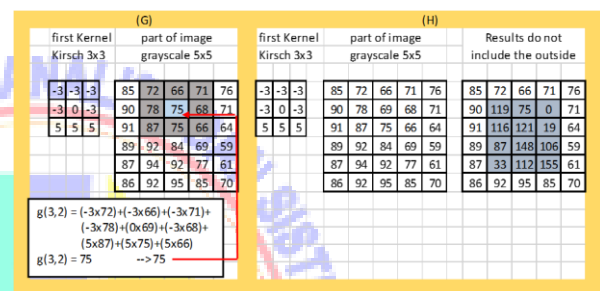 (G)
first Kernel part of image
Kirsch 3x3 grayscale 5x5
-3 -3 -3 85 72 66 71 76
-3 0 -3 90 78 75 68 71
5 5 5 91 87 75 66 64
89 92 84 69 59
87 94 92 77 61
86 92 95 85 70
g(3,2) = (-3x72)+(-3x66)+(-3x71)+
(-3x78)+(0x69)+(-3x68)+
(5x87)+(5x75)+(5x66)
g(3,2) = 75 -->75
(H)
first Kernel part of image Results do not
Kirsch 3x3 grayscale 5x5 include the outside
-3 -3 -3 85 72 66 71 76 85 72 66 71 76
-3 0 -3 90 78 69 68 71 90 119 75 0 71
5 5 5 91 87 75 66 64 91 116 121 19 64
89 92 84 69 59 89 87 148 106 59
87 94 92 77 61 87 33 112 155 61
86 92 95 85 70 86 92 95 85 70